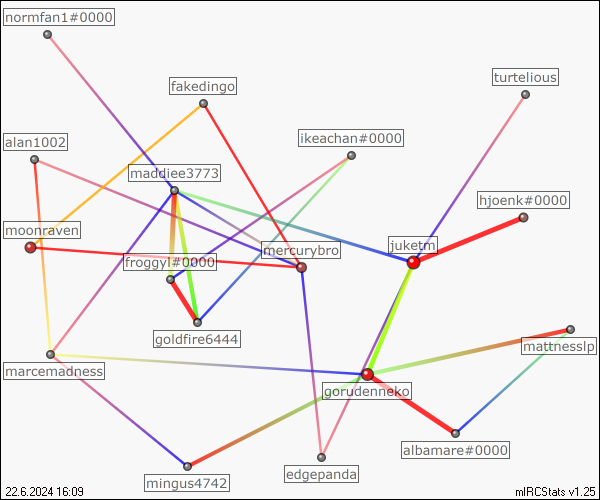 normfan1#0000
turtelious
fakedingo
ikeachan#0000
alan1002
maddiee3773
hjoenk#0000
moonraven
juketm
mercurybro
froggyl#0000
goldfire6444
mattnesslp
marcemadness
gorudenneko
albamare#0000
edgepanda
mingus4742
22.6.2024 16:09
mIRCStats v1.25